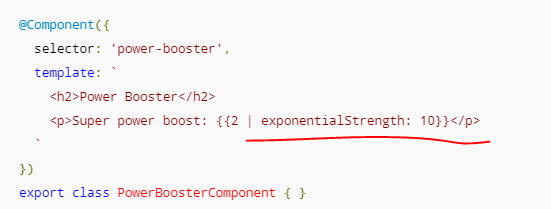 @Component({
selector: 'power-booster',
template: `
<h2>Power Booster</h2>
<p>Super power boost: {{2 | exponentialStrength: 10}}</p>
`
})
export class PowerBoosterComponent { }